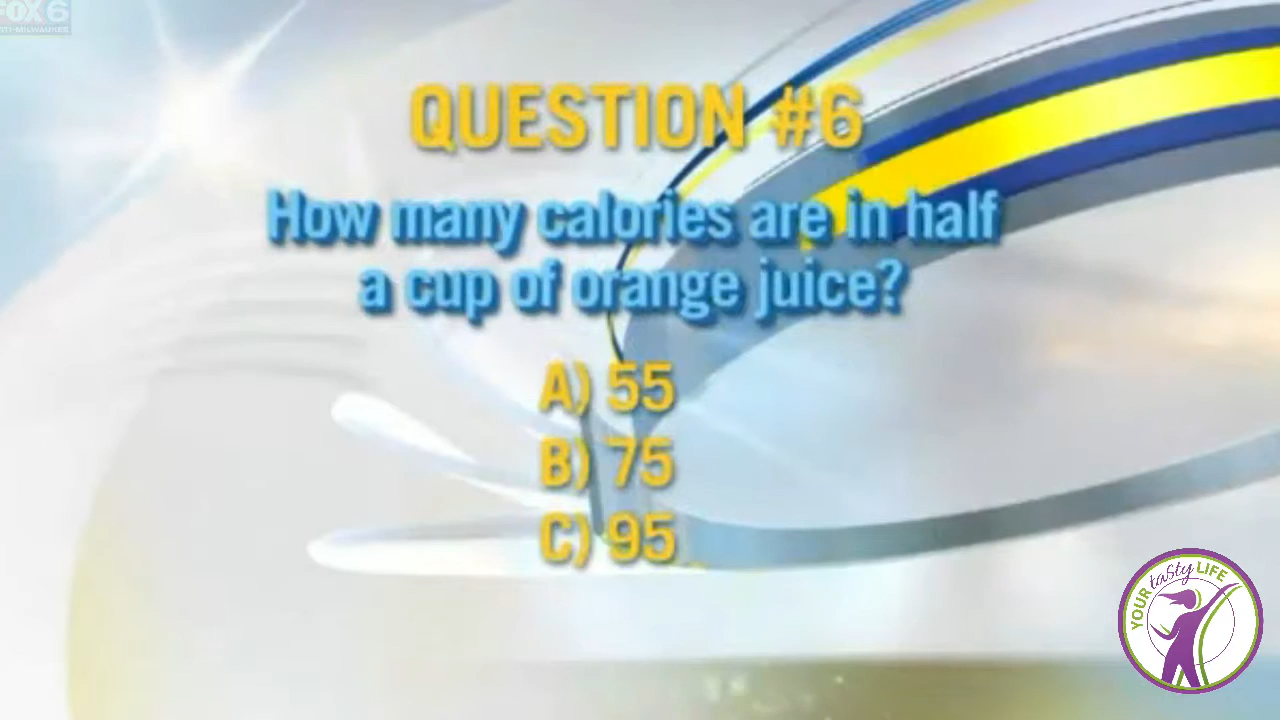 FOX 6
QUESTION #6
How many calories are in half
a cup of orange juice?
A) 55
B) 75
C) 95
YOUR taSty LIFE